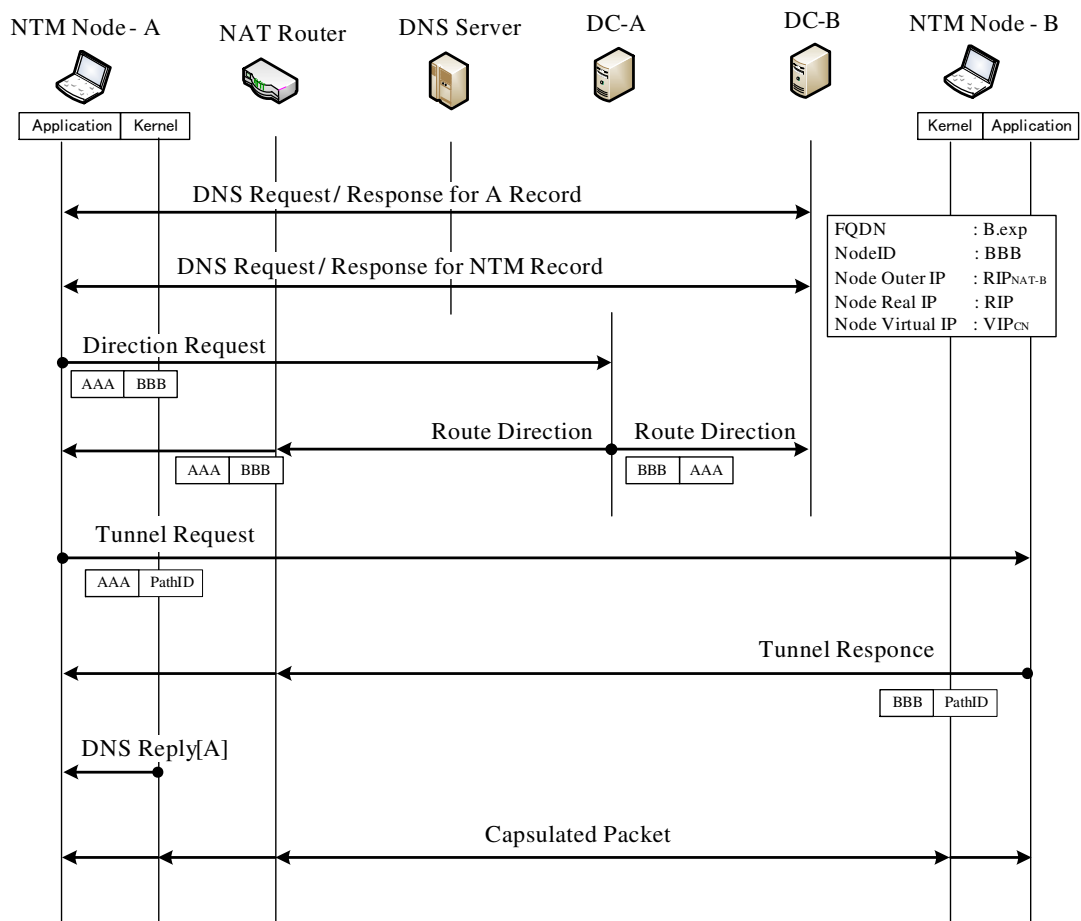 NTM Node - A
NAT Router
DNS Server
DC-A
DC-B
NTM Node - B
Application
Kernel
Kernel
Application
DNS Request / Response for A Record
FQDN : B.exp
NodeID : BBB
Node Outer IP : RIPNAT-B
Node Real IP : RIP
Node Virtual IP : VIPCN
DNS Request / Response for NTM Record
Direction Request
AAA BBB
Route Direction
Route Direction
AAA BBB
BBB AAA
Tunnel Request
AAA PathID
Tunnel Responce
BBB PathID
DNS Reply[A]
Capsulated Packet